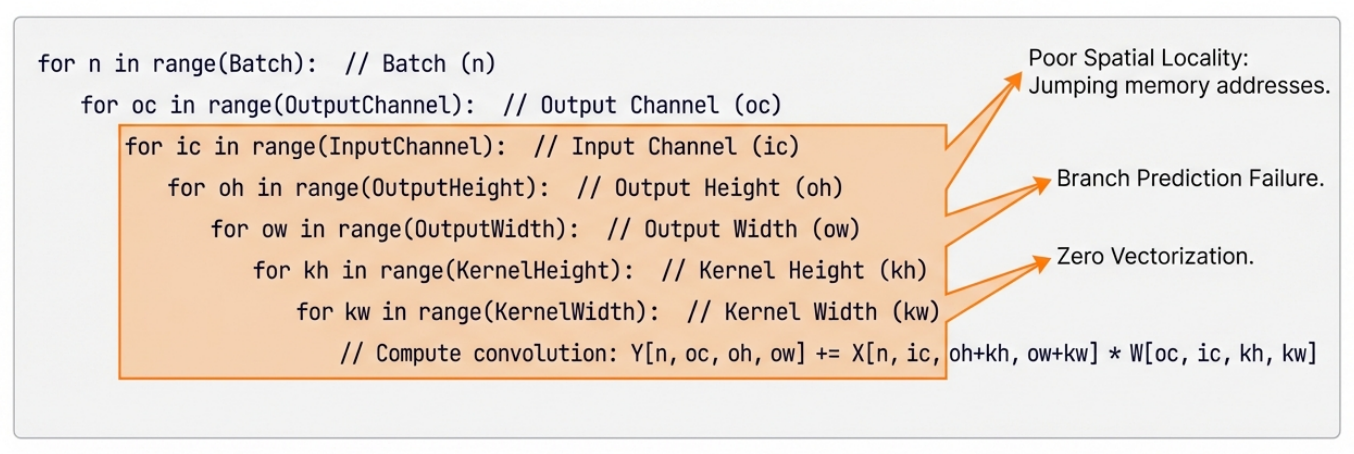 for n in range(Batch):  // Batch (n)
for oc in range(OutputChannel):  // Output Channel (oc)
for ic in range(InputChannel):  // Input Channel (ic)
for oh in range(OutputHeight):  // Output Height (oh)
for ow in range(OutputWidth):  // Output Width (ow)
for kh in range(KernelHeight):  // Kernel Height (kh)
for kw in range(KernelWidth):  // Kernel Width (kw)
// Compute convolution: Y[n, oc, oh, ow] += X[n, ic, oh+kh, ow+kw] * W[oc, ic, kh, kw]
Poor Spatial Locality:
Jumping memory addresses.
Branch Prediction Failure.
Zero Vectorization.